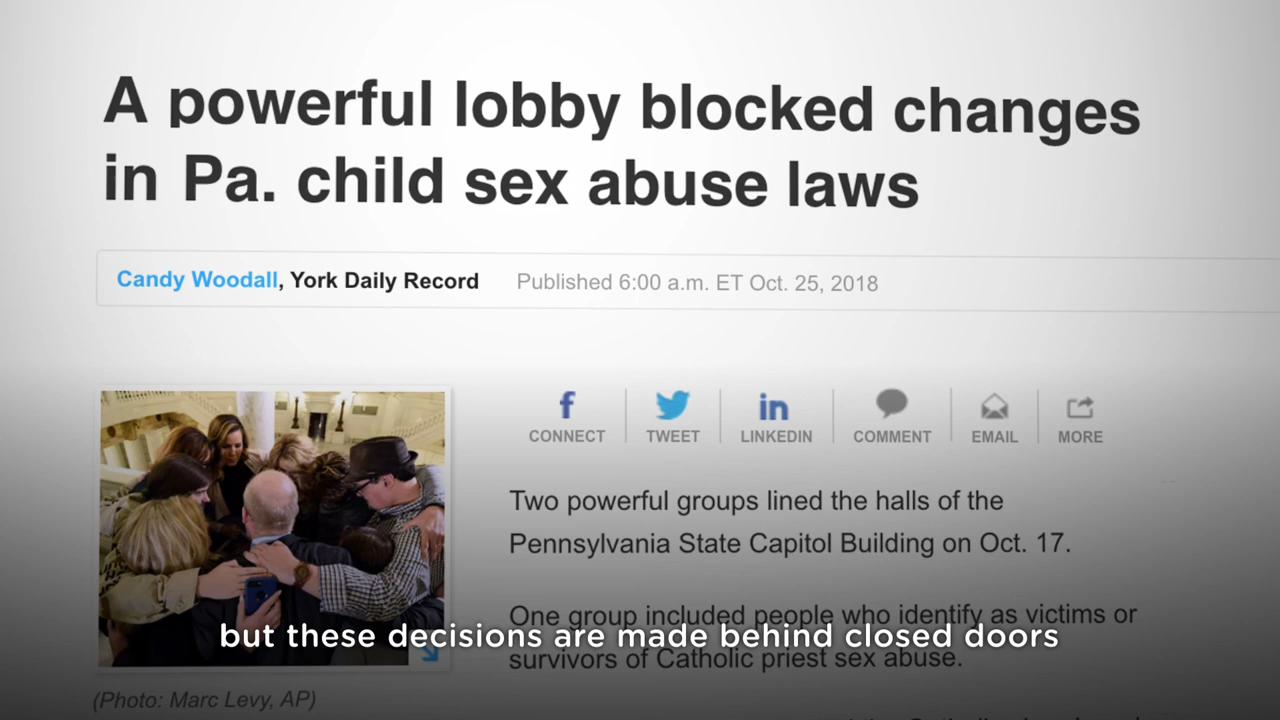 A powerful lobby blocked changes
in Pa. child sex abuse laws
Candy Woodall, York Daily Record Published 6:00 a.m. ET Oct. 25, 2018
f
CONNECT
TWEET
in
LINKEDIN
COMMENT
EMAIL
MORE
Two powerful groups lined the halls of the
Pennsylvania State Capitol Building on Oct. 17.
One group included people who identify as victims or
survivors of Catholic priest sex abuse.
but these decisions are made behind closed doors
(Photo: Marc Levy, AP)